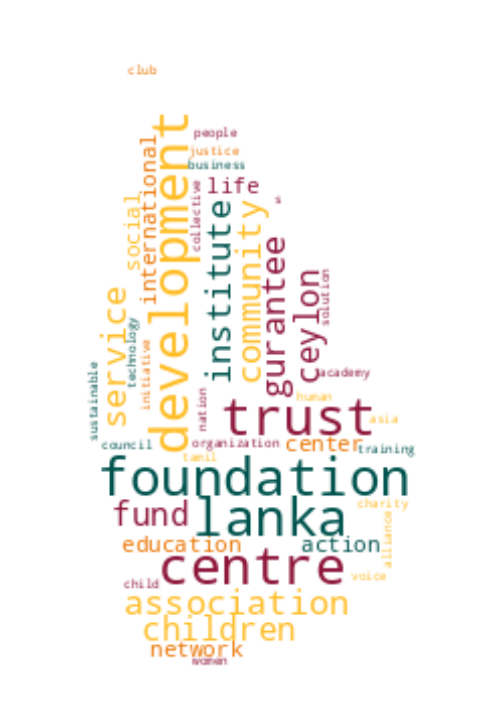 club
people
justice
business
life
s
development
international
social
collective
institute
community
gurantee
ceylon
solution
service
technology
initiative
sustainable
academy
nation
human
trust
asia
council
organization
center
training
tamil
foundation
fund
lanka
charity
alliance
education
action
centre
voice
child
association
children
network
women